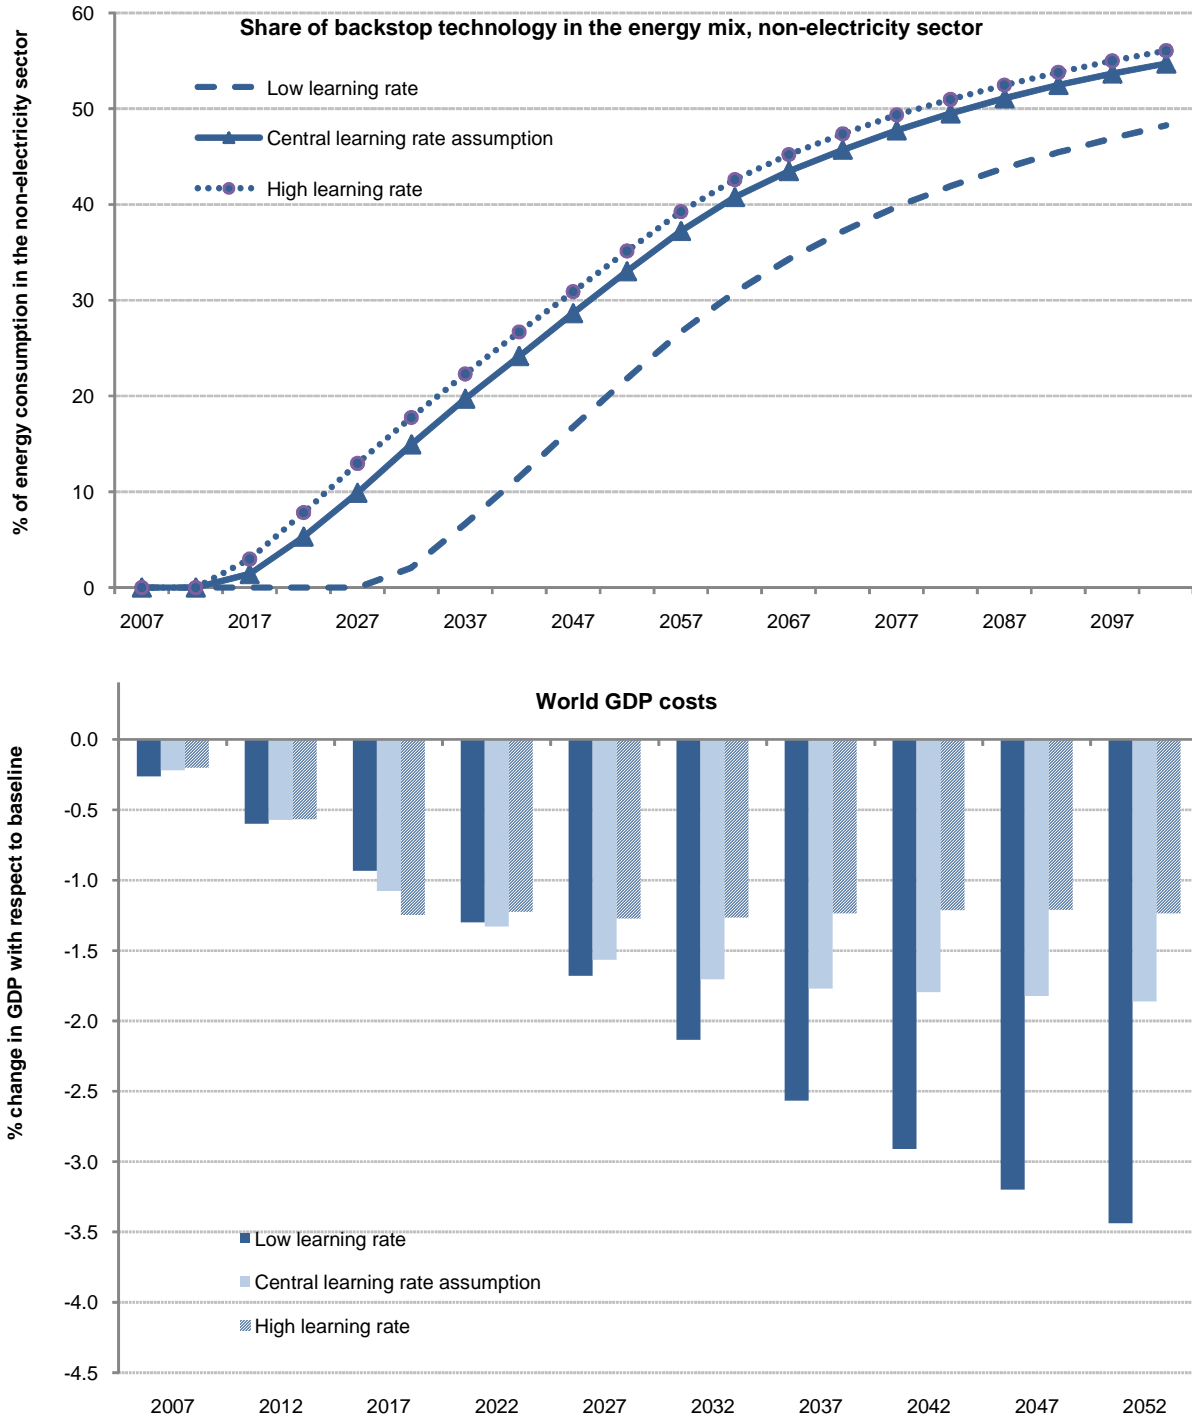 Share of backstop technology in the energy mix, non-electricity sector
% of energy consumption in the non-electricity sector
60
50
40
30
20
10
0
Low learning rate
Central learning rate assumption
High learning rate
2007 2017 2027 2037 2047 2057 2067 2077 2087 2097
World GDP costs
% change in GDP with respect to baseline
0.0
-0.5
-1.0
-1.5
-2.0
-2.5
-3.0
-3.5
-4.0
-4.5
Low learning rate
Central learning rate assumption
High learning rate
2007 2012 2017 2022 2027 2032 2037 2042 2047 2052